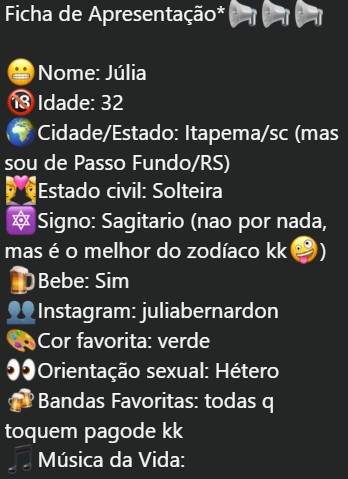 Ficha de Apresentação*📢📢📢
😬Nome: Júlia
🔞Idade: 32
🌍Cidade/Estado: Itapema/sc (mas
sou de Passo Fundo/RS)
👩‍❤️‍👨Estado civil: Solteira
🔯Signo: Sagitario (nao por nada,
mas é o melhor do zodíaco kk🤪)
🍺Bebe: Sim
👥Instagram: juliabernardon
🎨Cor favorita: verde
👀Orientação sexual: Hétero
🍻Bandas Favoritas: todas q
toquem pagode kk
🎵Música da Vida: